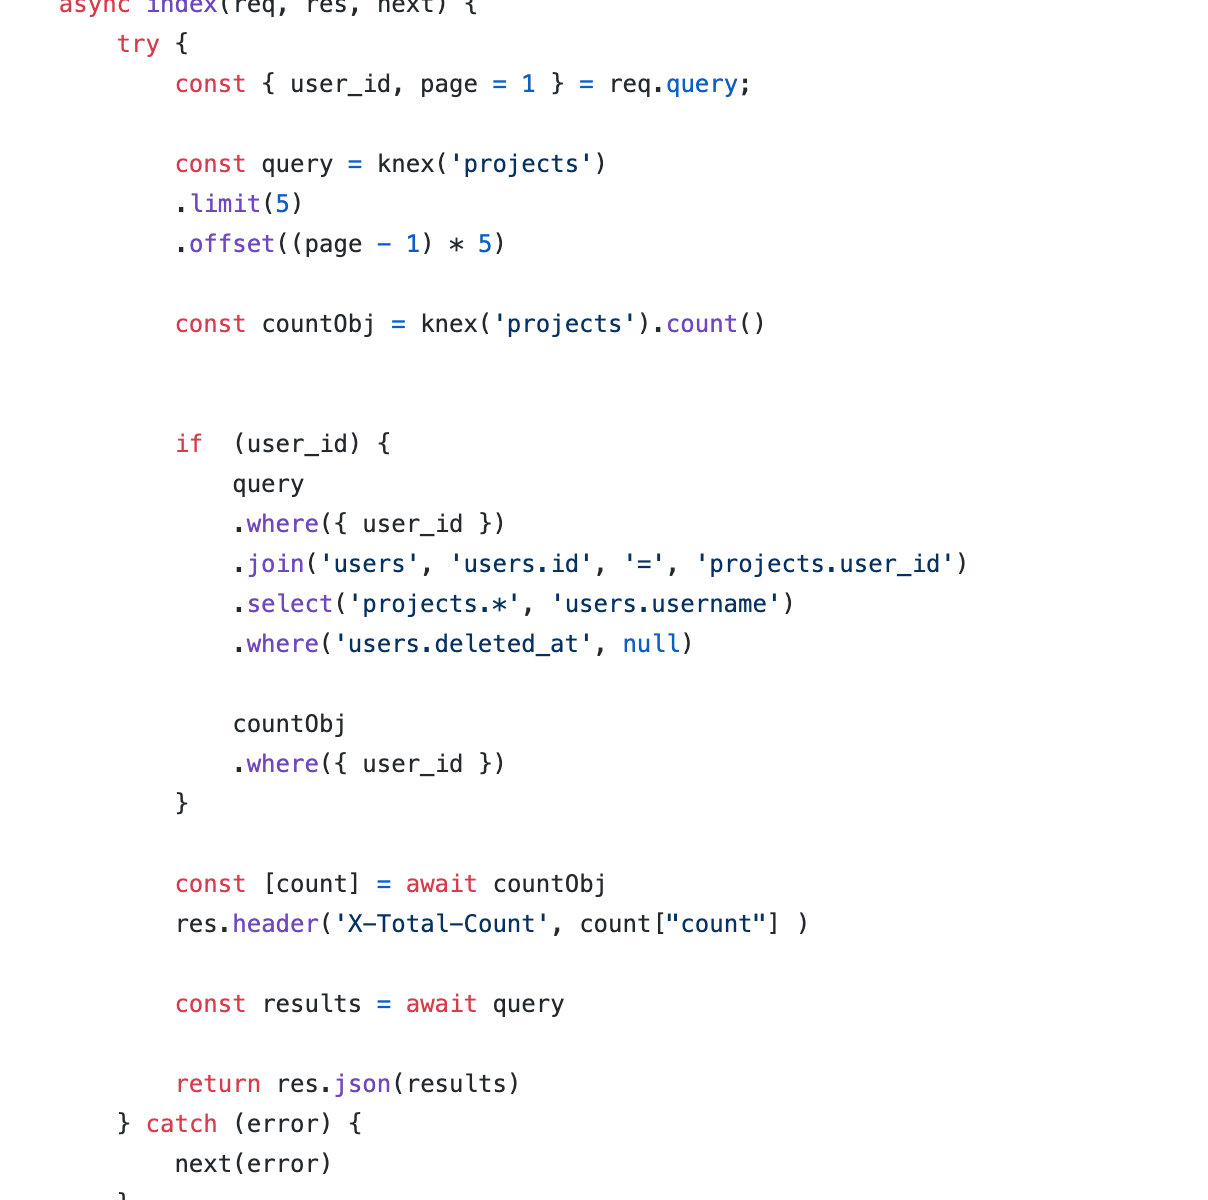 async index(req, res, next) {
try {
const { user_id, page = 1 } = req.query;
const query = knex('projects')
.limit(5)
.offset((page - 1) * 5)
const countObj = knex('projects').count()
if  (user_id) {
query
.where({ user_id })
.join('users', 'users.id', '=', 'projects.user_id')
.select('projects.*', 'users.username')
.where('users.deleted_at', null)
countObj
.where({ user_id })
}
const [count] = await countObj
res.header('X-Total-Count', count["count"] )
const results = await query
return res.json(results)
} catch (error) {
next(error)
}